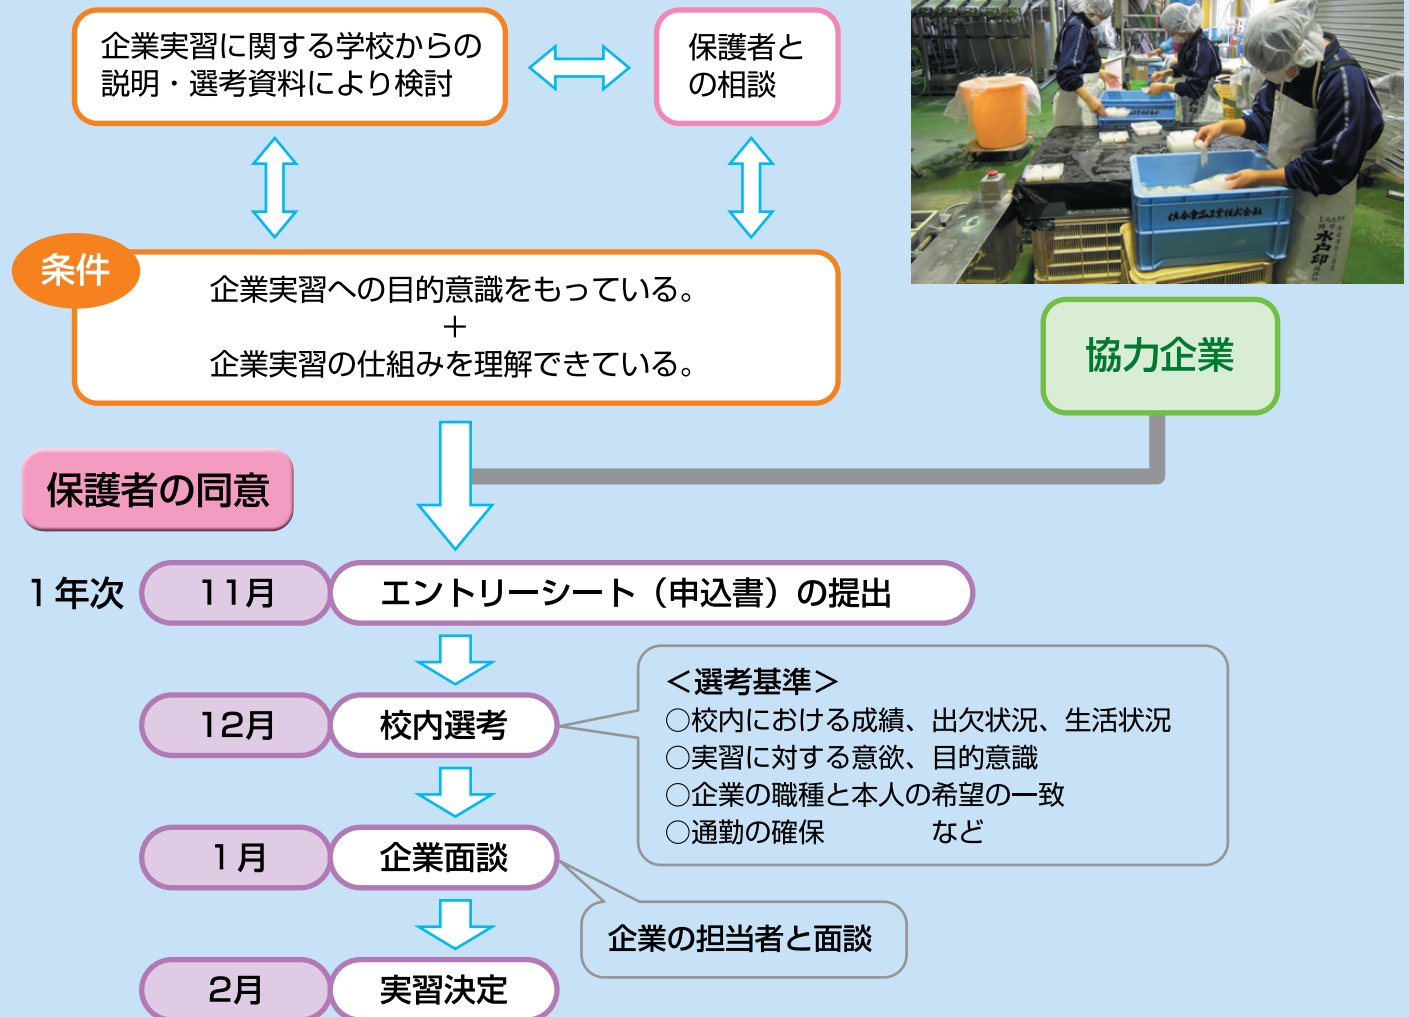 企業実習に関する学校からの
説明・選考資料により検討
保護者と
の相談
条件
企業実習への目的意識をもっている。
＋
企業実習の仕組みを理解できている。
水戸印
協力企業
保護者の同意
1年次
11月
エントリーシート（申込書）の提出
12月
校内選考
＜選考基準＞
○校内における成績、出欠状況、生活状況
○実習に対する意欲、目的意識
○企業の職種と本人の希望の一致
○通勤の確保　　　　など
1月
企業面談
企業の担当者と面談
2月
実習決定